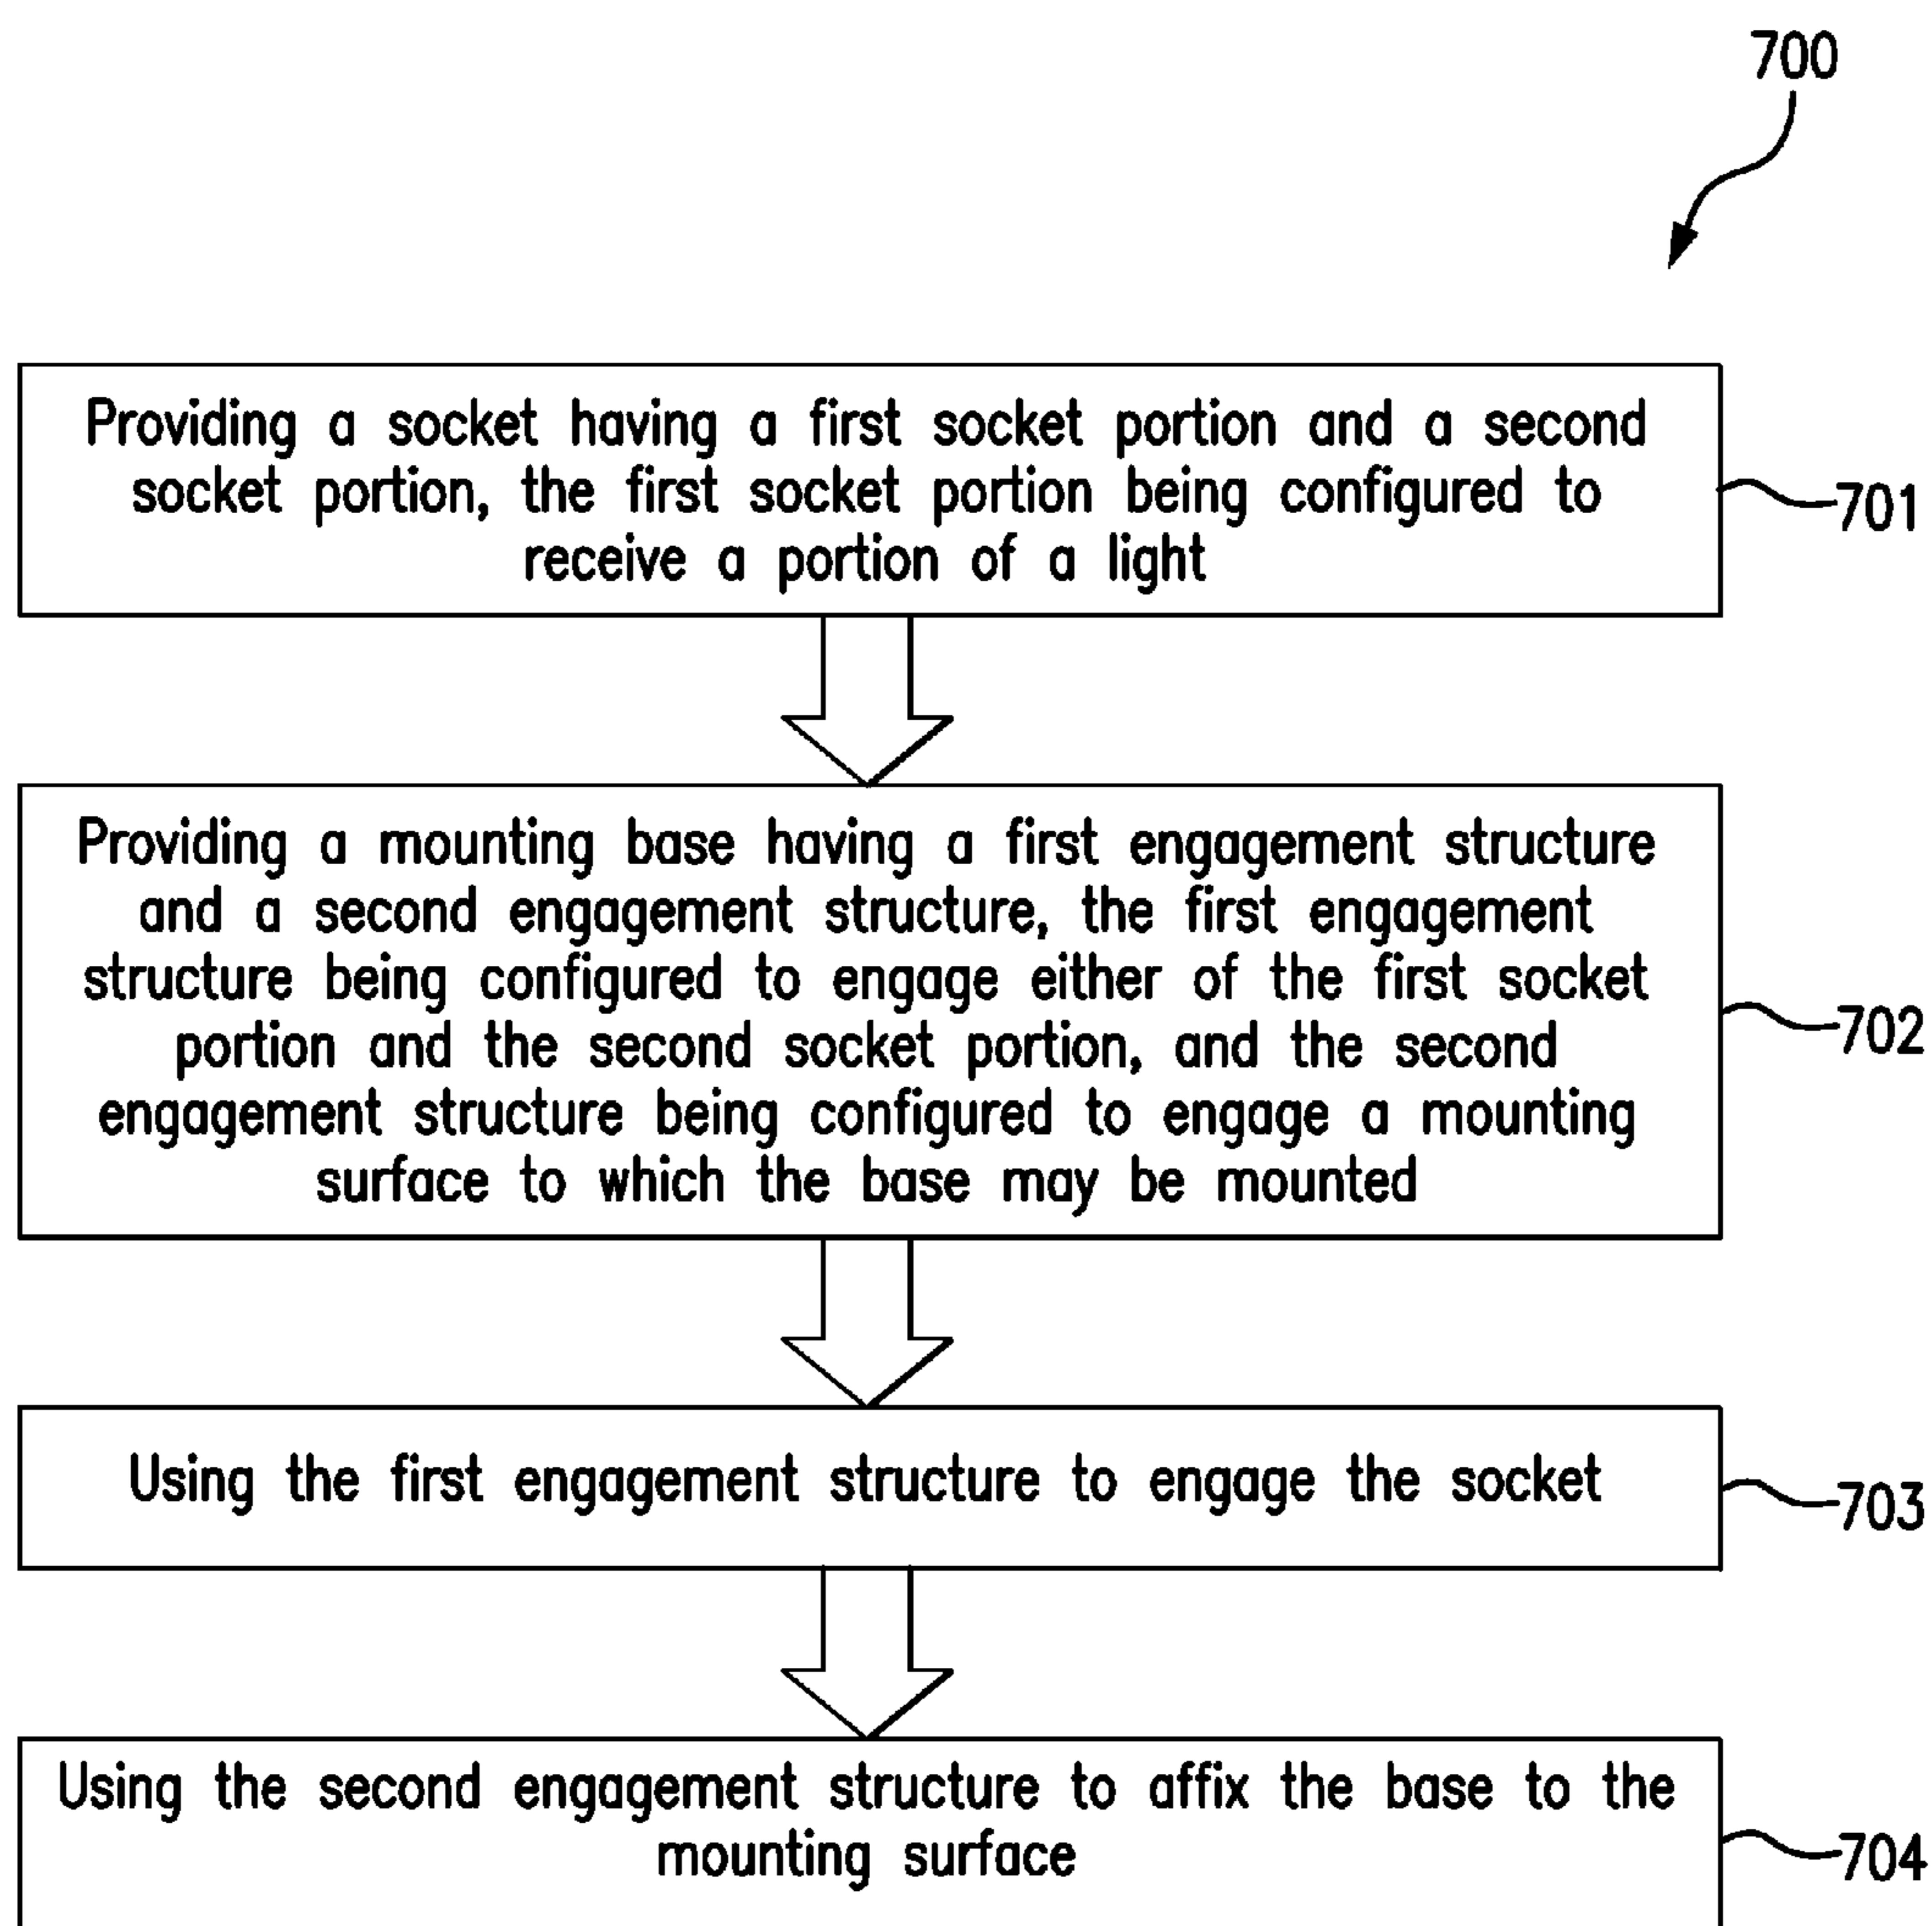 700
Providing a socket having a first socket portion and a second
socket portion, the first socket portion being configured to
receive a portion of a light
701
Providing a mounting base having a first engagement structure
and a second engagement structure, the first engagement
structure being configured to engage either of the first socket
portion and the second socket portion, and the second
engagement structure being configured to engage a mounting
surface to which the base may be mounted
702
Using the first engagement structure to engage the socket
703
Using the second engagement structure to affix the base to the
mounting surface
704